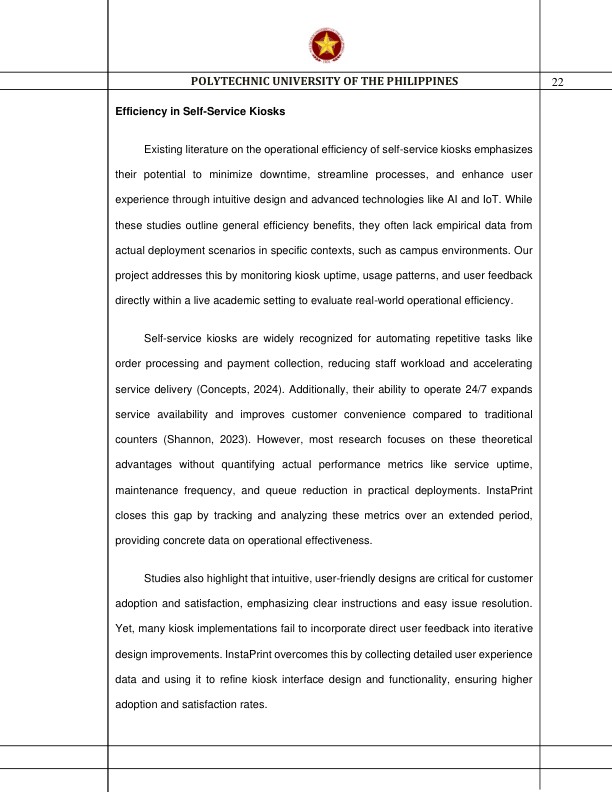 POLYTECHNIC UNIVERSITY OF THE PHILIPPINES 22
Efficiency in Self-Service Kiosks
Existing literature on the operational efficiency of self-service kiosks emphasizes
their potential to minimize downtime, streamline processes, and enhance user
experience through intuitive design and advanced technologies like AI and IoT. While
these studies outline general efficiency benefits, they often lack empirical data from
actual deployment scenarios in specific contexts, such as campus environments. Our
project addresses this by monitoring kiosk uptime, usage patterns, and user feedback
directly within a live academic setting to evaluate real-world operational efficiency.
Self-service kiosks are widely recognized for automating repetitive tasks like
order processing and payment collection, reducing staff workload and accelerating
service delivery (Concepts, 2024). Additionally, their ability to operate 24/7 expands
service availability and improves customer convenience compared to traditional
counters (Shannon, 2023). However, most research focuses on these theoretical
advantages without quantifying actual performance metrics like service uptime,
maintenance frequency, and queue reduction in practical deployments. InstaPrint
closes this gap by tracking and analyzing these metrics over an extended period,
providing concrete data on operational effectiveness.
Studies also highlight that intuitive, user-friendly designs are critical for customer
adoption and satisfaction, emphasizing clear instructions and easy issue resolution.
Yet, many kiosk implementations fail to incorporate direct user feedback into iterative
design improvements. InstaPrint overcomes this by collecting detailed user experience
data and using it to refine kiosk interface design and functionality, ensuring higher
adoption and satisfaction rates.